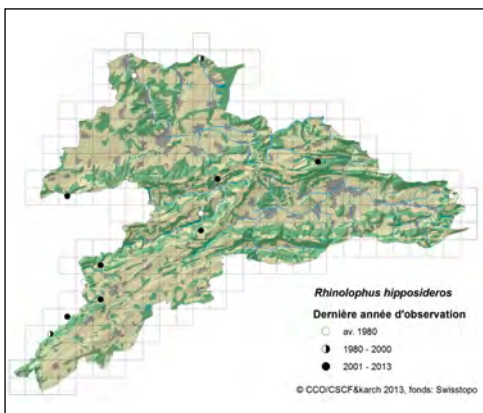 Rhinolophus hipposideros
Dernière année d'observation
av. 1980
1980 - 2000
2001 - 2013
© CCO/CSCF&karch 2013, fonds: Swisstopo